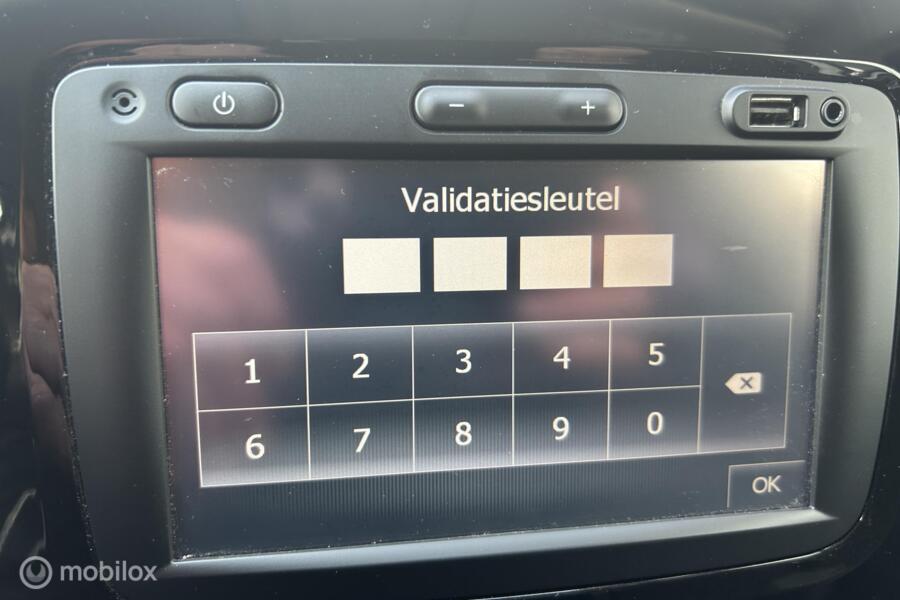 − +
Validatiesleutel
1 2 3 4 5
6 7 8 9 0
OK
mobilox